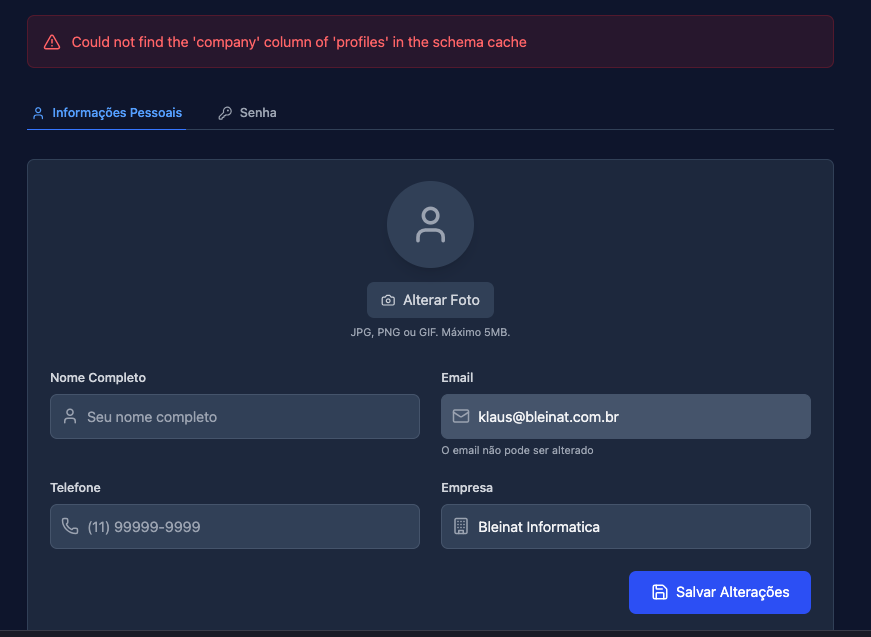 Could not find the 'company' column of 'profiles' in the schema cache
Informações Pessoais
Senha
Alterar Foto
JPG, PNG ou GIF. Máximo 5MB.
Nome Completo
Seu nome completo
Email
klaus@bleinat.com.br
O email não pode ser alterado
Telefone
(11) 99999-9999
Empresa
Bleinat Informatica
Salvar Alterações